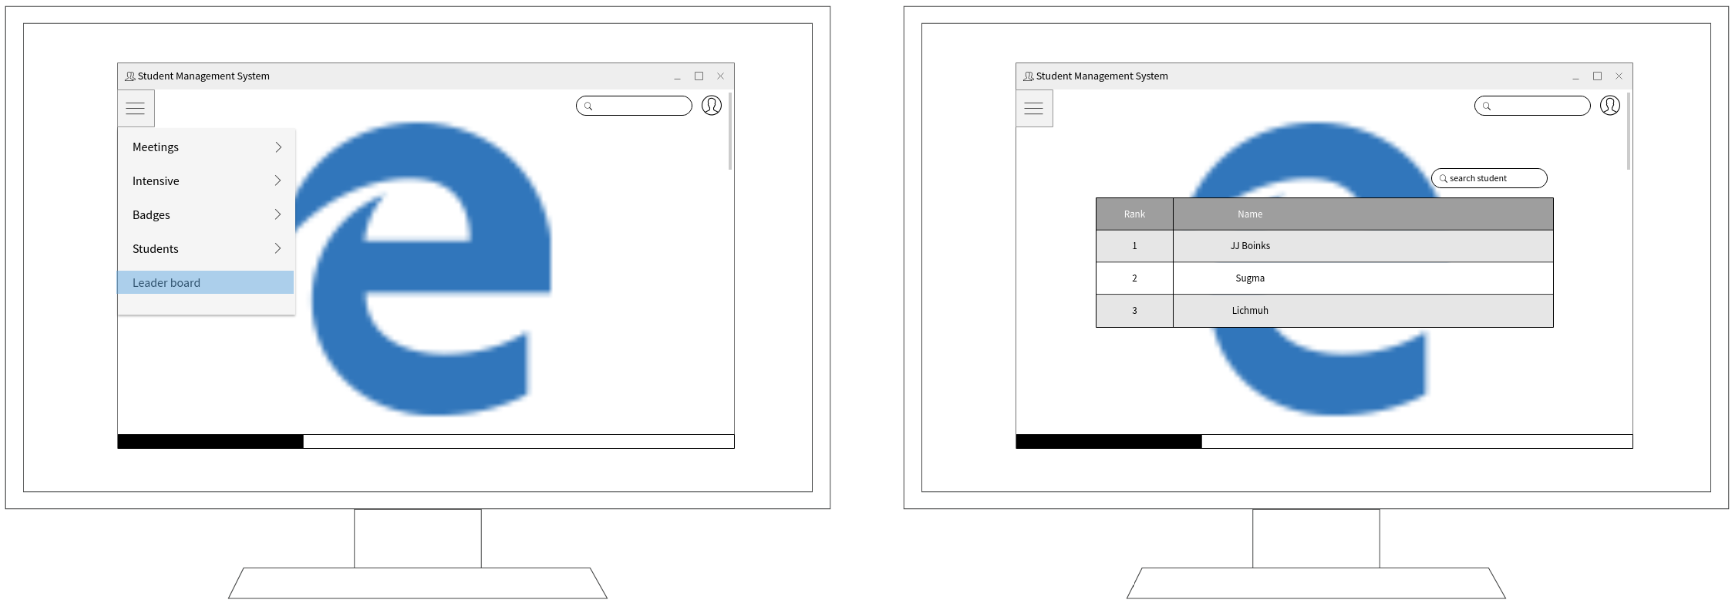 Student Management System
Meetings
Intensive
Badges
Students
Leader board
Student Management System
search student
Rank Name
1 JJ Boinks
2 Sugma
3 Lichmuh